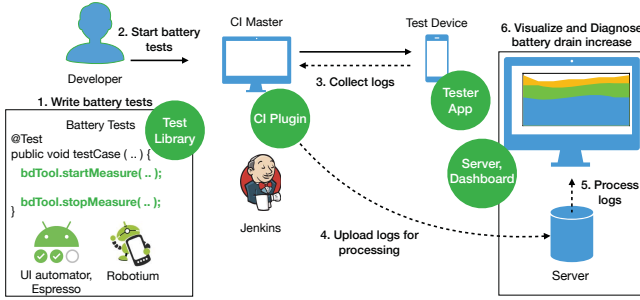 2. Start battery
tests
CI Master
Test Device
6. Visualize and Diagnose
battery drain increase
Developer
3. Collect logs
1. Write battery tests
Tester
App
CI Plugin
Test
Library
Battery Tests
@Test
public void testCase ( .. ) {
bdTool.startMeasure( .. );
bdTool.stopMeasure( .. );
}
Server,
Dashboard
5. Process
logs
Jenkins
4. Upload logs for
processing
UI automator,
Espresso
Robotium
Server